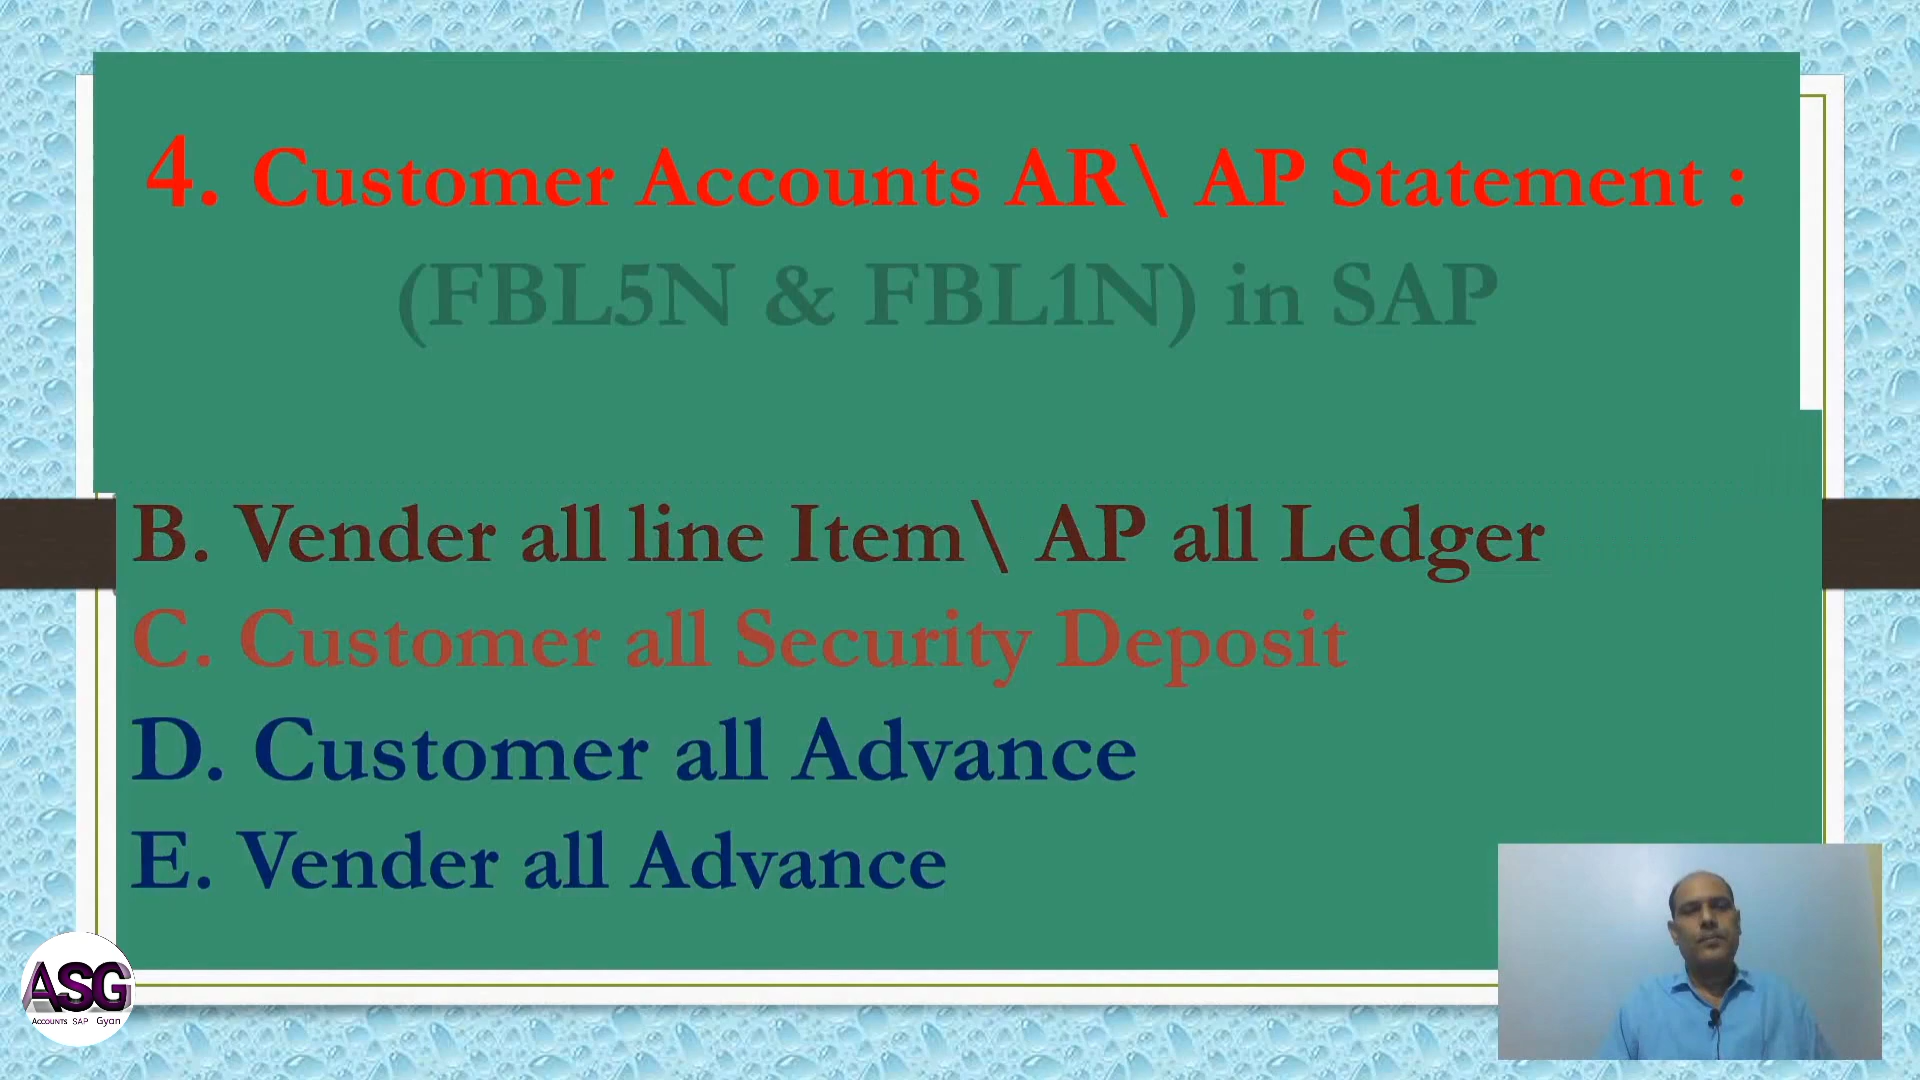 4. Customer Accounts AR\ AP Statement :
(FBL5N & FBL1N) in SAP
B. Vender all line Item\ AP all Ledger
C. Customer all Security Deposit
D. Customer all Advance
E. Vender all Advance
ASG
Accounts SAP Gyan